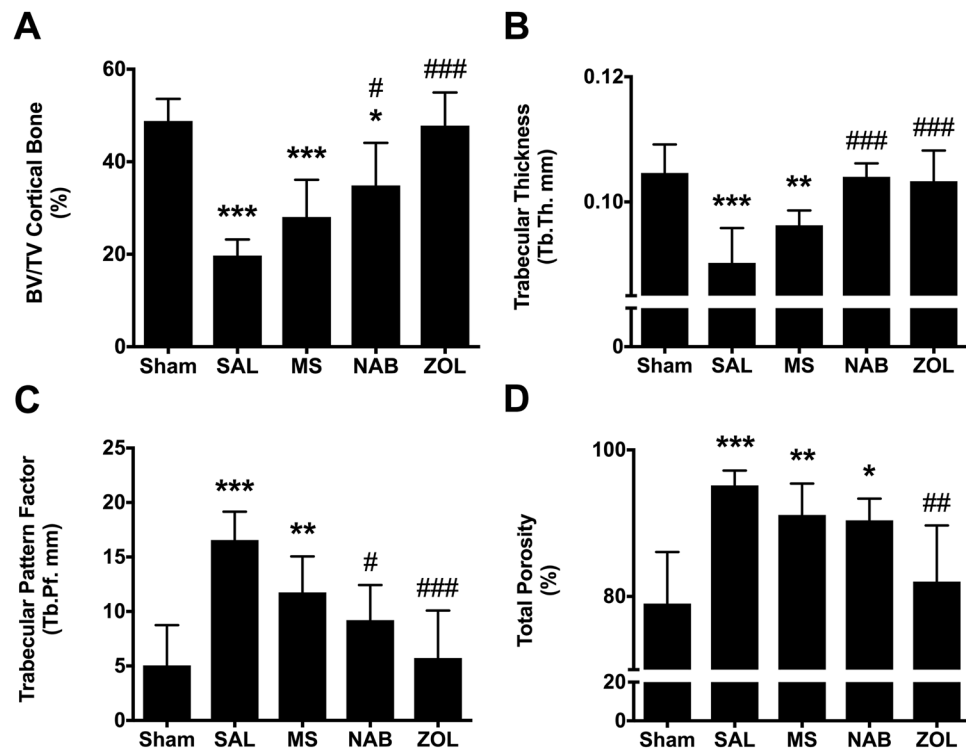 A
BV/TV Cortical Bone
(%)
60
40
20
0
***
***
#
*
###
Sham SAL MS NAB ZOL
B
Trabecular Thickness
(Tb.Th. mm)
0.12
0.10
0
***
**
###
###
Sham SAL MS NAB ZOL
C
Trabecular Pattern Factor
(Tb.Pf. mm)
25
20
15
10
5
0
***
**
#
###
Sham SAL MS NAB ZOL
D
Total Porosity
(%)
100
80
20
0
***
**
*
##
Sham SAL MS NAB ZOL